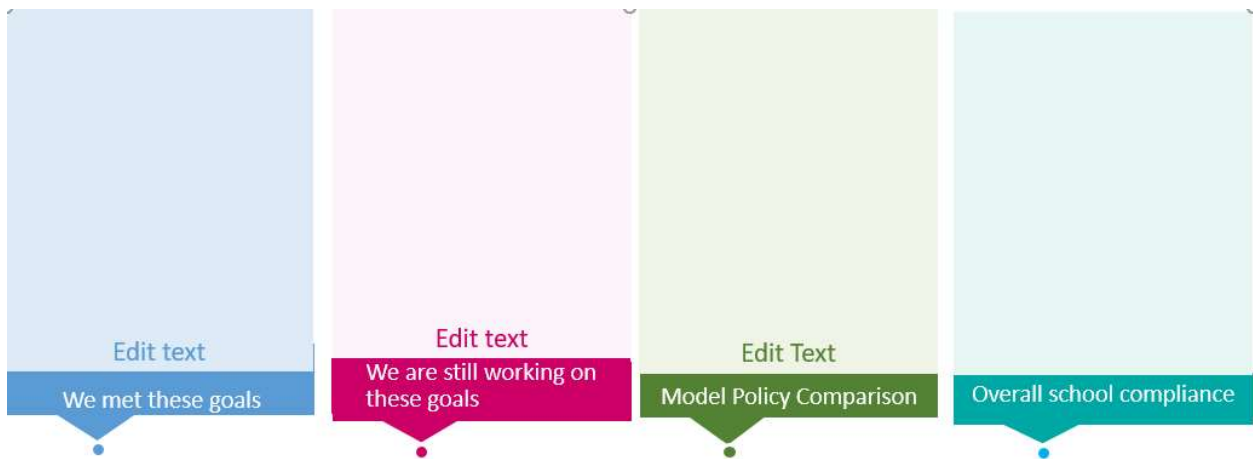 Edit text
We met these goals
Edit text
We are still working on
these goals
Edit Text
Model Policy Comparison
Overall school compliance